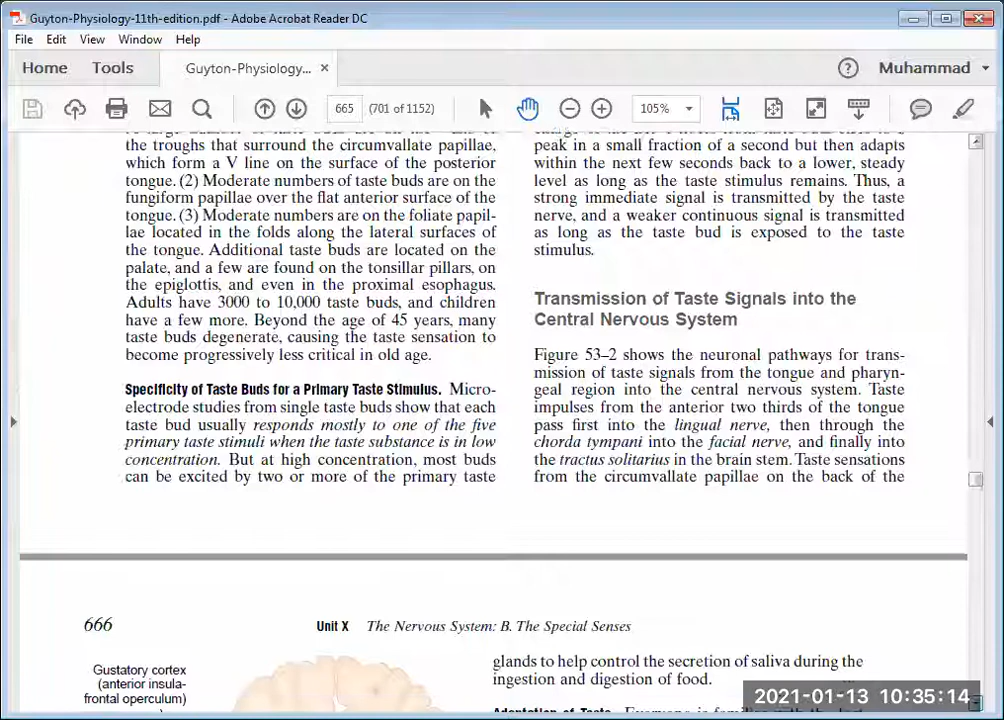 Guyton-Physiology-11th-edition.pdf - Adobe Acrobat Reader DC
File Edit View Window Help
Home Tools Guyton-Physiology... × Muhammad
665 (701 of 1152) 105%
the troughs that surround the circumvallate papillae,
which form a V line on the surface of the posterior
tongue. (2) Moderate numbers of taste buds are on the
fungiform papillae over the flat anterior surface of the
tongue. (3) Moderate numbers are on the foliate papil-
lae located in the folds along the lateral surfaces of
the tongue. Additional taste buds are located on the
palate, and a few are found on the tonsillar pillars, on
the epiglottis, and even in the proximal esophagus.
Adults have 3000 to 10,000 taste buds, and children
have a few more. Beyond the age of 45 years, many
taste buds degenerate, causing the taste sensation to
become progressively less critical in old age.
Specificity of Taste Buds for a Primary Taste Stimulus. Micro-
electrode studies from single taste buds show that each
taste bud usually responds mostly to one of the five
primary taste stimuli when the taste substance is in low
concentration. But at high concentration, most buds
can be excited by two or more of the primary taste
peak in a small fraction of a second but then adapts
within the next few seconds back to a lower, steady
level as long as the taste stimulus remains. Thus, a
strong immediate signal is transmitted by the taste
nerve, and a weaker continuous signal is transmitted
as long as the taste bud is exposed to the taste
stimulus.
Transmission of Taste Signals into the
Central Nervous System
Figure 53–2 shows the neuronal pathways for trans-
mission of taste signals from the tongue and pharyn-
geal region into the central nervous system. Taste
impulses from the anterior two thirds of the tongue
pass first into the lingual nerve, then through the
chorda tympani into the facial nerve, and finally into
the tractus solitarius in the brain stem. Taste sensations
from the circumvallate papillae on the back of the
666 Unit X The Nervous System: B. The Special Senses
Gustatory cortex
(anterior insula-
frontal operculum)
glands to help control the secretion of saliva during the
ingestion and digestion of food.
2021-01-13 10:35:14